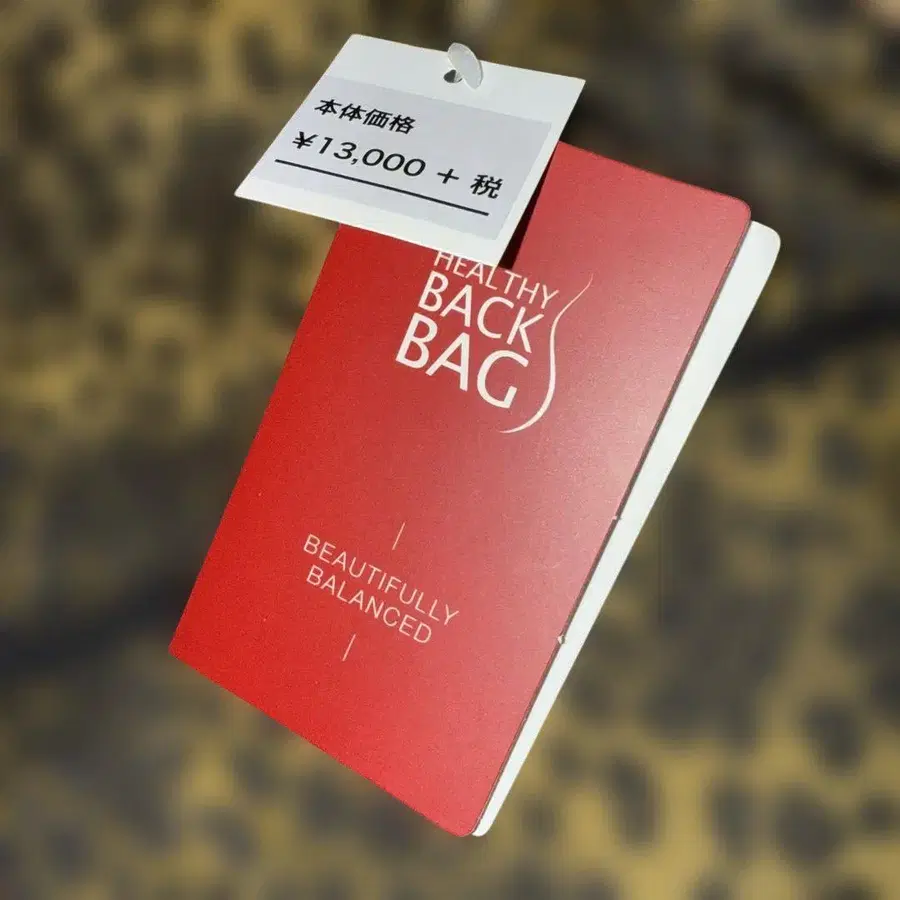 本体価格
¥13,000 + 税
HEALTHY
BACK
BAG
BEAUTIFULLY
BALANCED